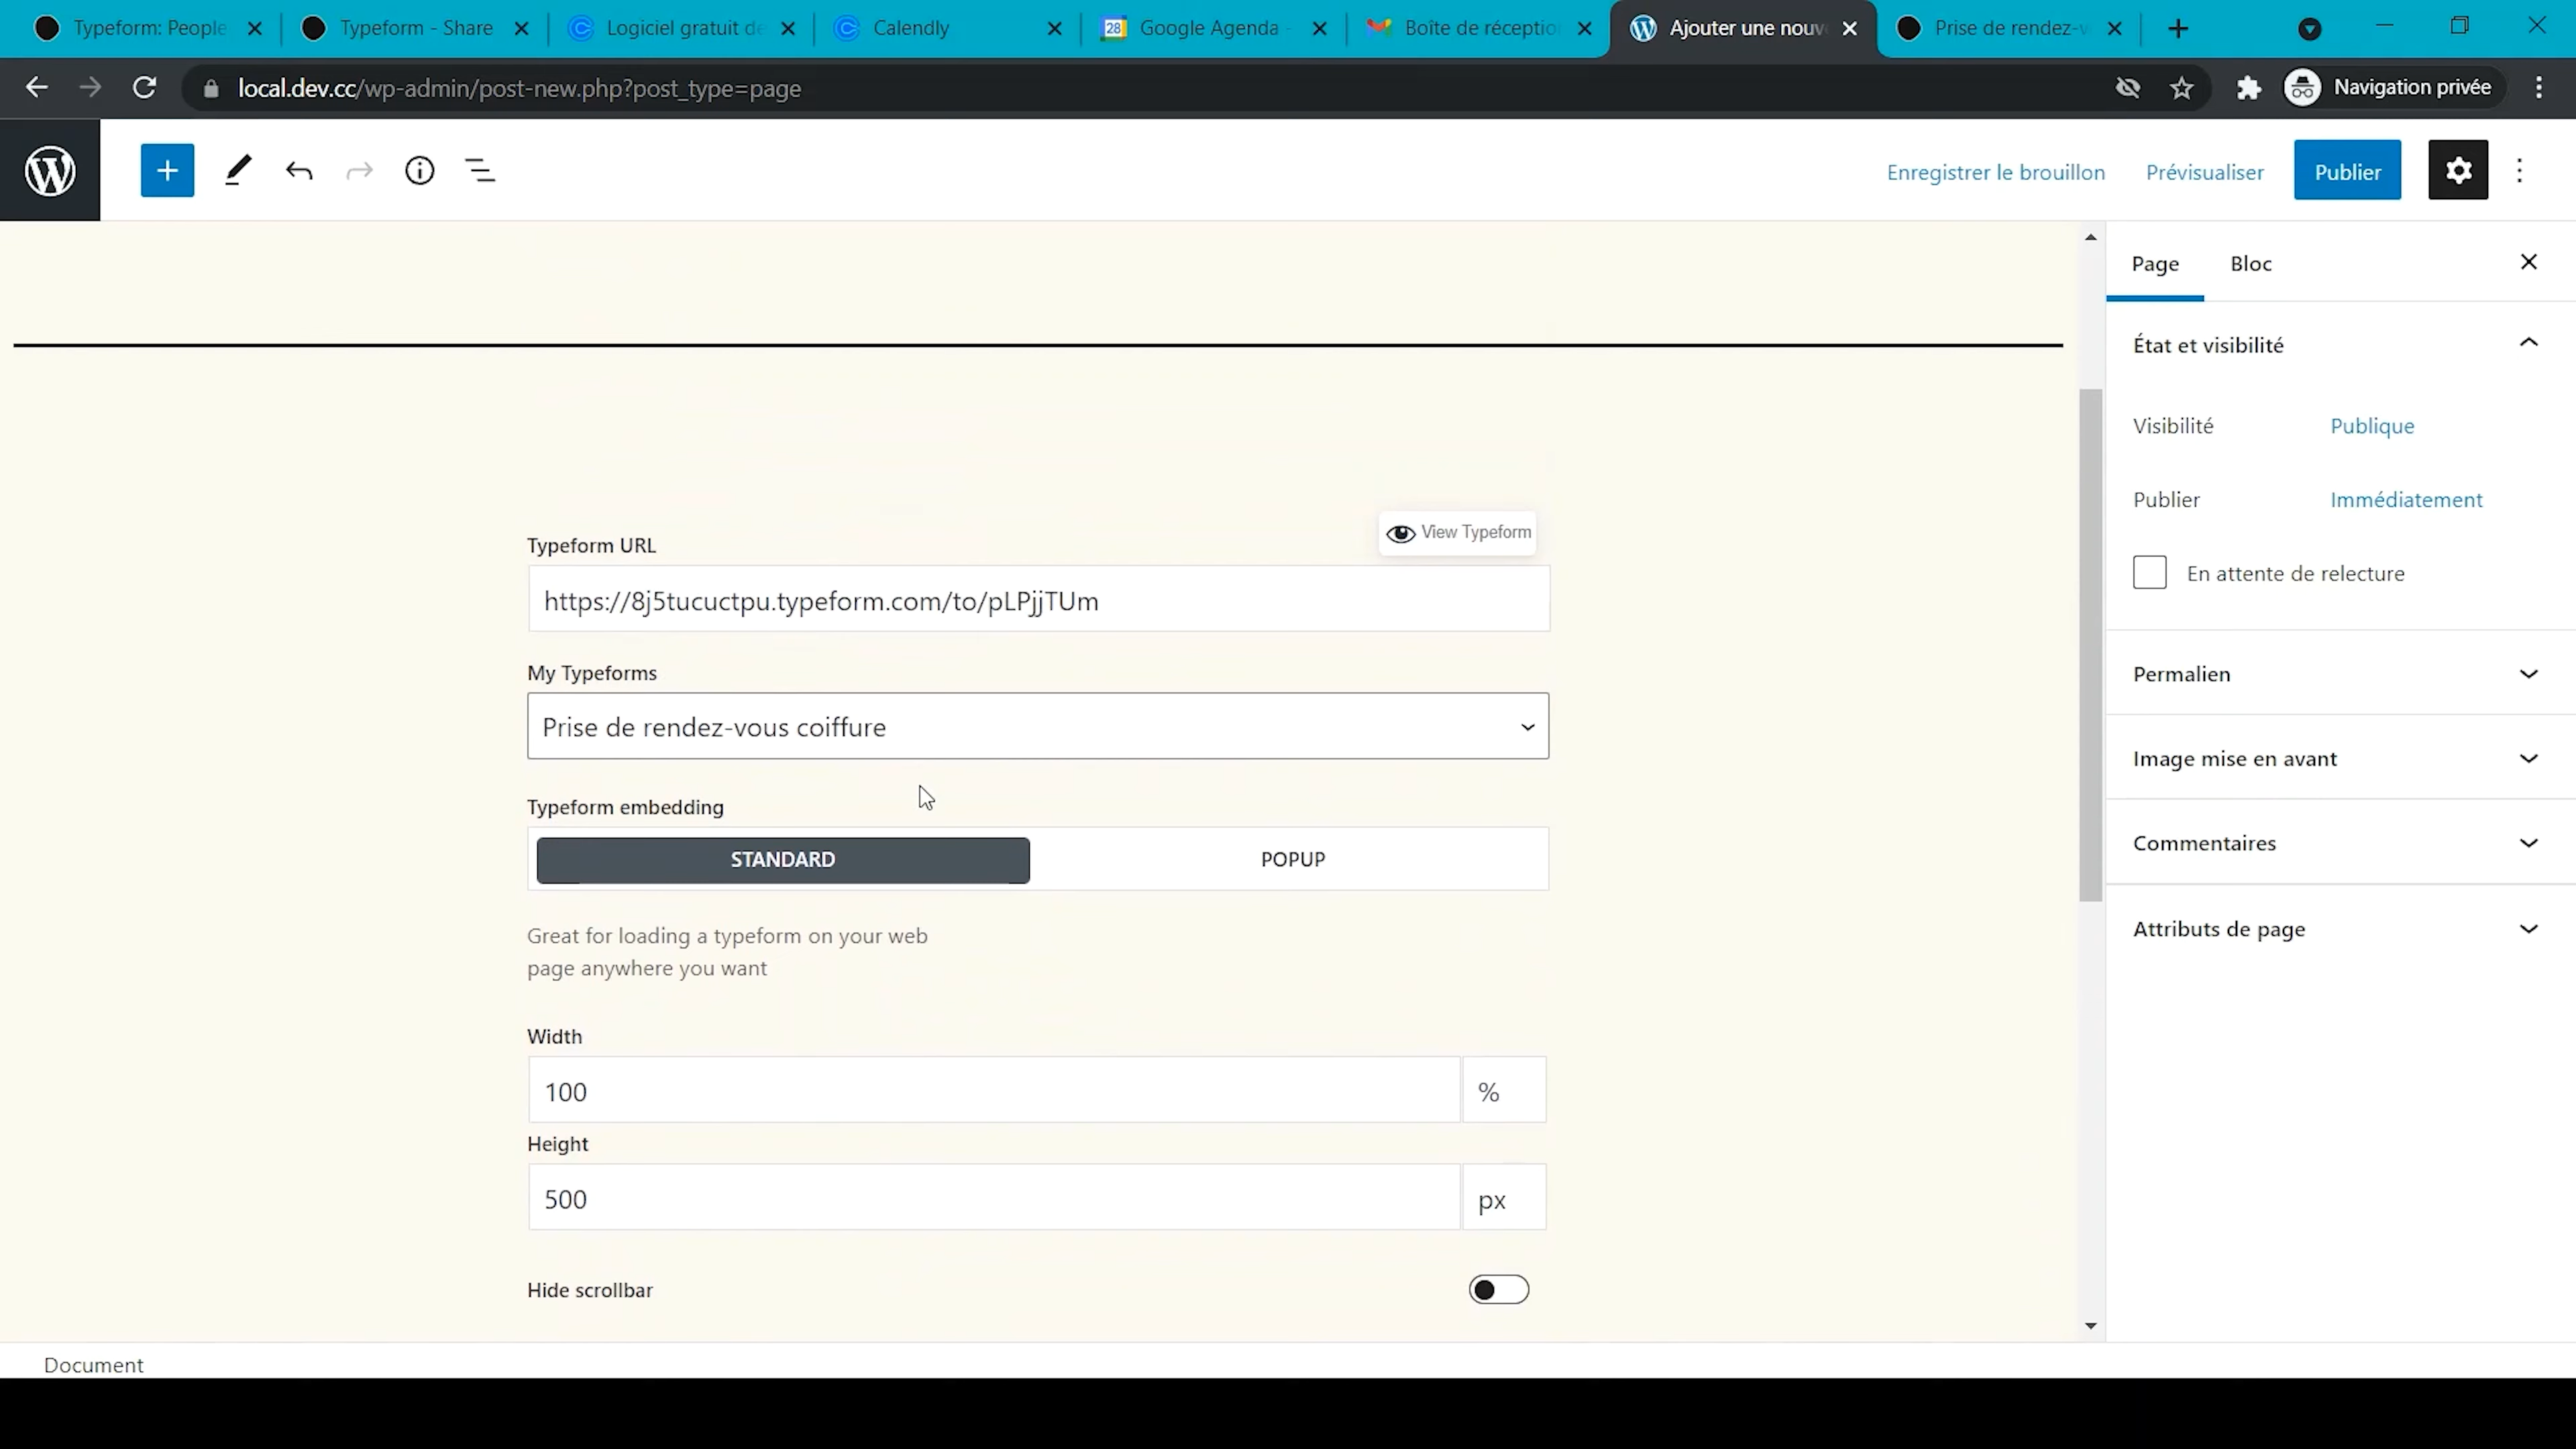 Typeform: People
Typeform - Share
Logiciel gratuit de
Calendly
28
Google Agenda -
Boîte de réception
Ajouter une nouv
Prise de rendez-v
local.dev.cc/wp-admin/post-new.php?post_type=page
Navigation privée
Enregistrer le brouillon
Prévisualiser
Publier
Page
Bloc
État et visibilité
Visibilité
Publique
Publier
Immédiatement
En attente de relecture
Permalien
Image mise en avant
Commentaires
Attributs de page
View Typeform
Typeform URL
https://8j5tucuctpu.typeform.com/to/pLPjjTUm
My Typeforms
Prise de rendez-vous coiffure
Typeform embedding
STANDARD
POPUP
Great for loading a typeform on your web
page anywhere you want
Width
100
%
Height
500
px
Hide scrollbar
Document